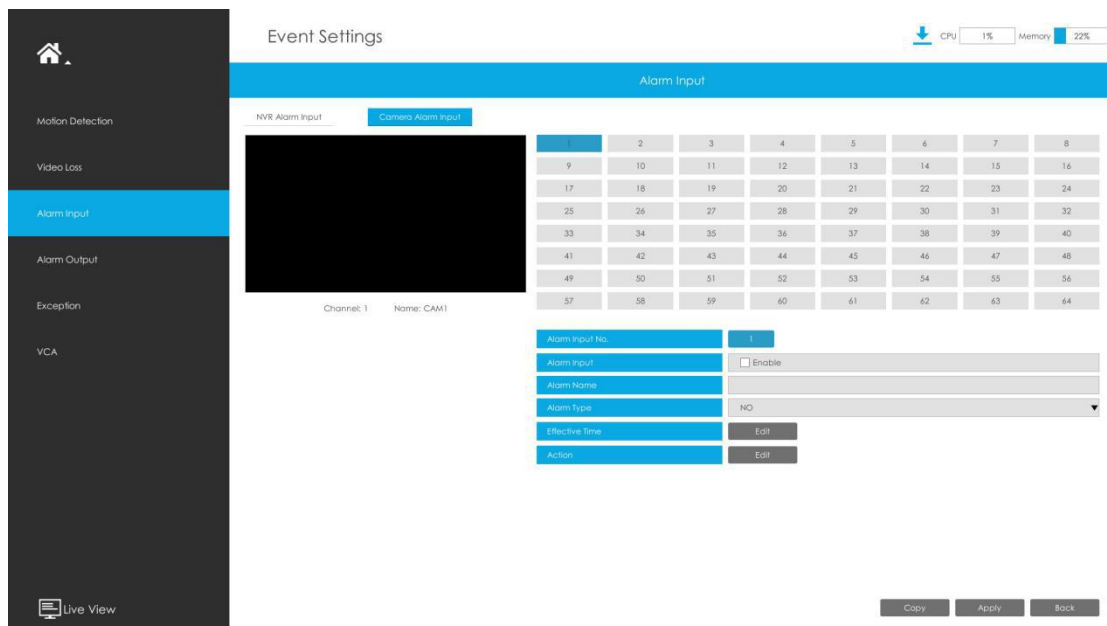 Event Settings
CPU 1% Memory 22%
Alarm Input
Motion Detection
Video Loss
Alarm Input
Alarm Output
Exception
VCA
Live View
NVR Alarm Input Camera Alarm Input
Channel: 1 Name: CAM1
1 2 3 4 5 6 7 8
9 10 11 12 13 14 15 16
17 18 19 20 21 22 23 24
25 26 27 28 29 30 31 32
33 34 35 36 37 38 39 40
41 42 43 44 45 46 47 48
49 50 51 52 53 54 55 56
57 58 59 60 61 62 63 64
Alarm Input No. 1
Alarm Input Enable
Alarm Name
Alarm Type NO
Effective Time Edit
Action Edit
Copy Apply Back